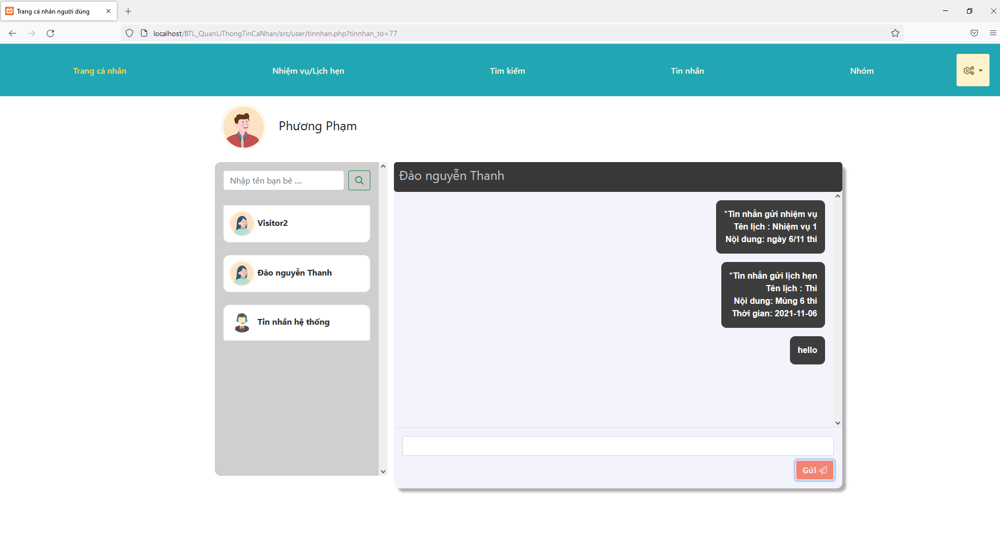 Trang cá nhân người dùng
localhost/BTL_QuanLiThongTinCaNhan/src/user/tinnhan.php?tinnhan_to=77
Trang cá nhân
Nhiệm vụ/Lịch hẹn
Tìm kiếm
Tin nhắn
Nhóm
Phương Phạm
Nhập tên bạn bè ....
Visitor2
Đào nguyễn Thanh
Tin nhắn hệ thống
Đào nguyễn Thanh
*Tin nhắn gửi nhiệm vụ
Tên lịch : Nhiệm vụ 1
Nội dung: ngày 6/11 thi
*Tin nhắn gửi lịch hẹn
Tên lịch : Thi
Nội dung: Mùng 6 thi
Thời gian: 2021-11-06
hello
Gửi